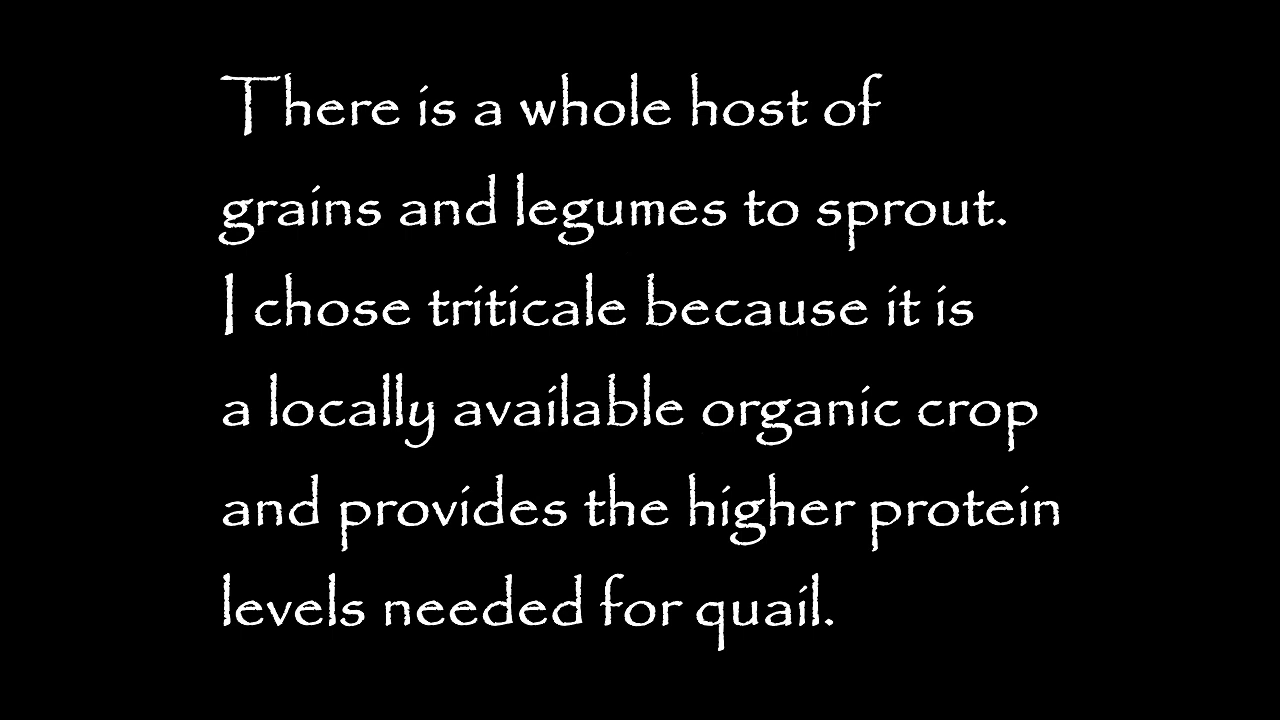 There is a whole host of
grains and legumes to sprout.
I chose triticale because it is
a locally available organic crop
and provides the higher protein
levels needed for quail.